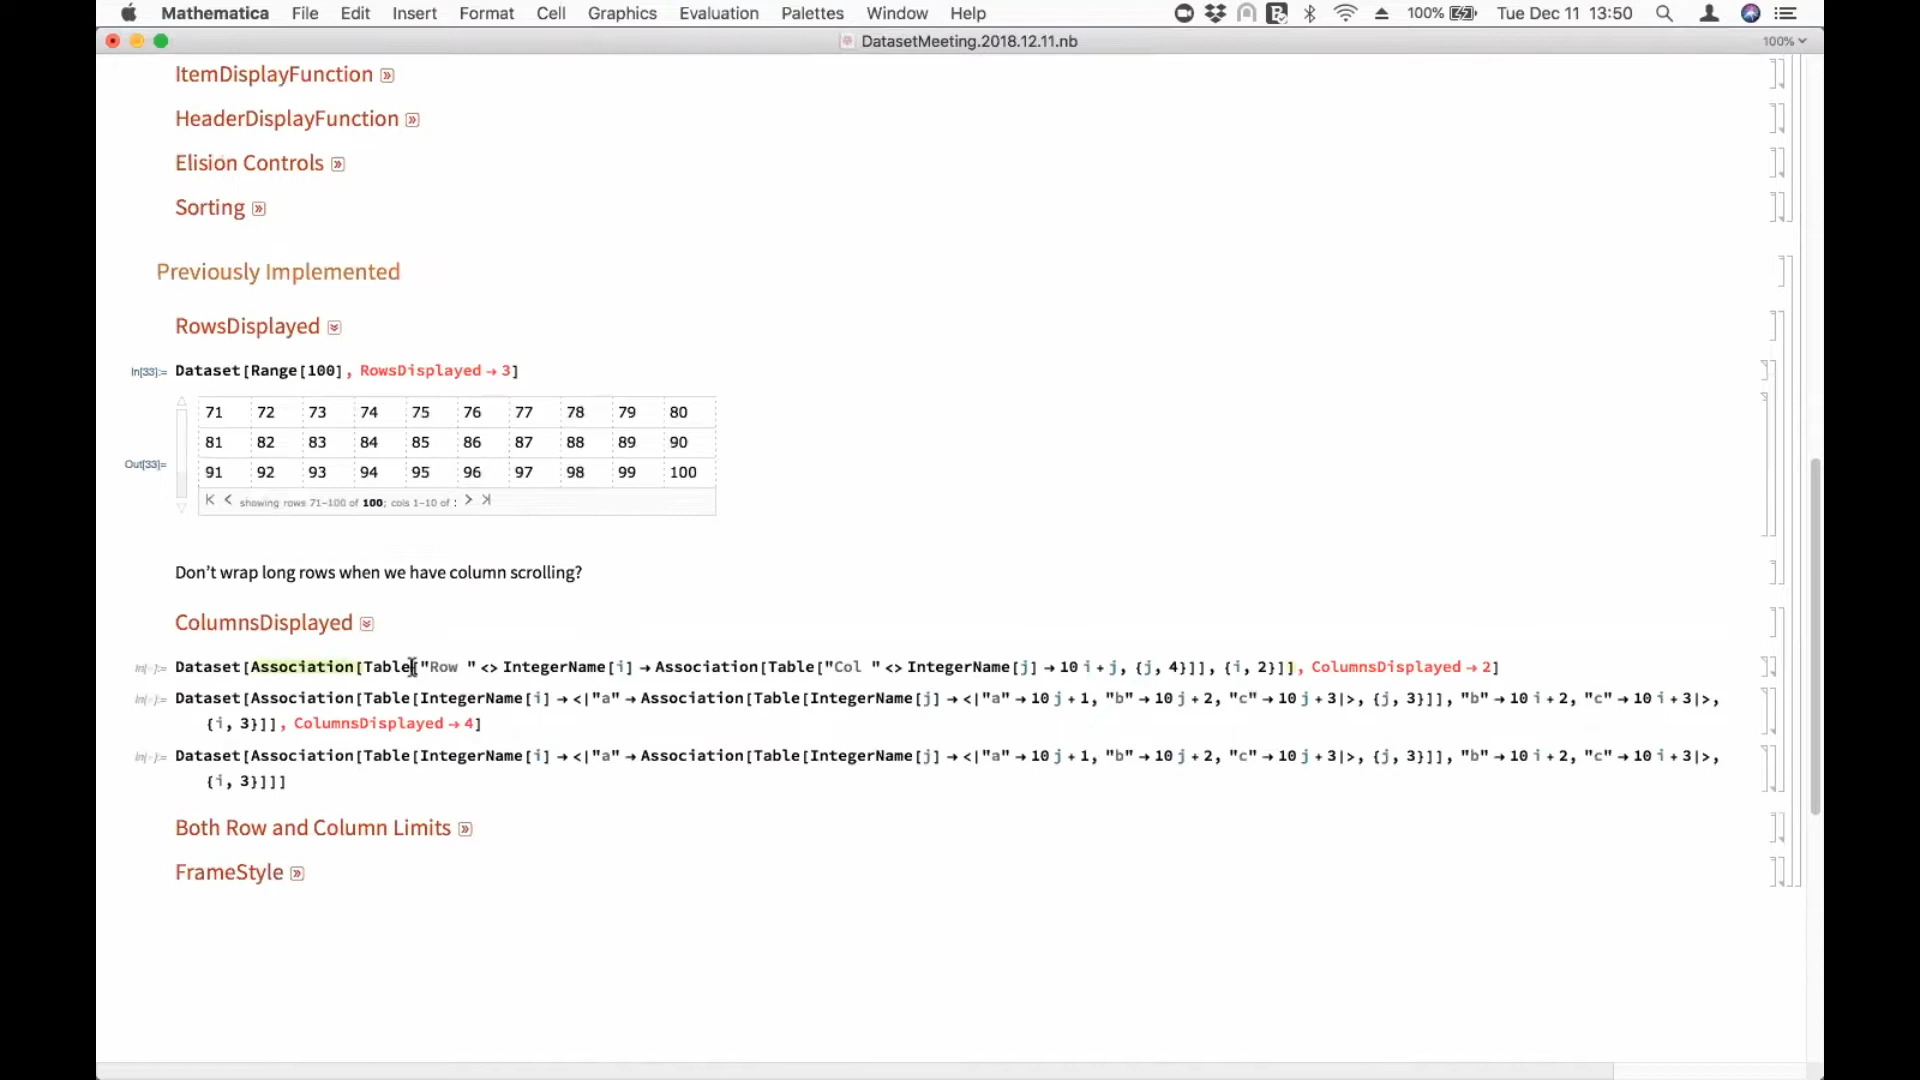 Mathematica File Edit Insert Format Cell Graphics Evaluation Palettes Window Help 100% Tue Dec 11 13:50
DatasetMeeting.2018.12.11.nb 100%
ItemDisplayFunction
HeaderDisplayFunction
Elision Controls
Sorting
Previously Implemented
RowsDisplayed
In[33]:= Dataset[Range[100], RowsDisplayed → 3]
71 72 73 74 75 76 77 78 79 80
81 82 83 84 85 86 87 88 89 90
Out[33]=
91 92 93 94 95 96 97 98 99 100
showing rows 71–100 of 100; cols 1–10 of :
Don't wrap long rows when we have column scrolling?
ColumnsDisplayed
In[-]:= Dataset[Association[Table["Row " <> IntegerName[i] → Association[Table["Col " <> IntegerName[j] → 10 i + j, {j, 4}]], {i, 2}]], ColumnsDisplayed → 2]
In[-]:= Dataset[Association[Table[IntegerName[i] → <|"a" → Association[Table[IntegerName[j] → <|"a" → 10 j + 1, "b" → 10 j + 2, "c" → 10 j + 3|>, {j, 3}]], "b" → 10 i + 2, "c" → 10 i + 3|>,
{i, 3}]], ColumnsDisplayed → 4]
In[-]:= Dataset[Association[Table[IntegerName[i] → <|"a" → Association[Table[IntegerName[j] → <|"a" → 10 j + 1, "b" → 10 j + 2, "c" → 10 j + 3|>, {j, 3}]], "b" → 10 i + 2, "c" → 10 i + 3|>,
{i, 3}]]]
Both Row and Column Limits
FrameStyle